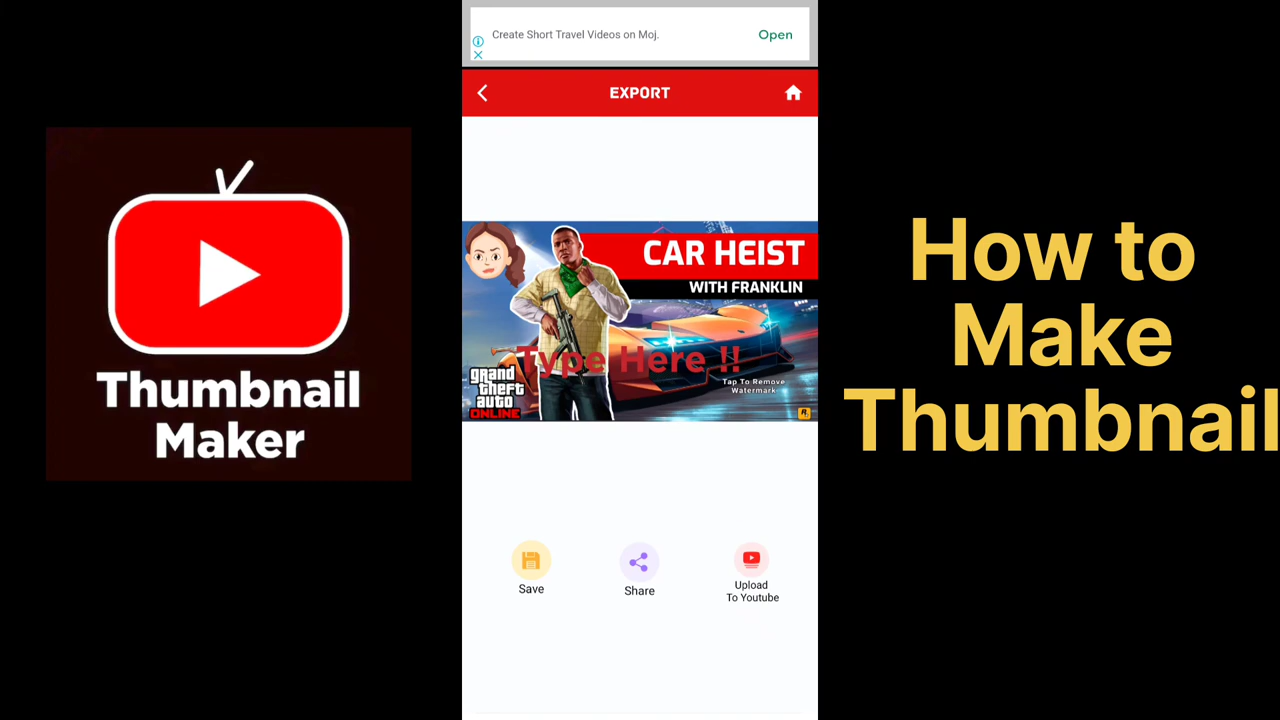 Create Short Travel Videos on Moj.
Open
EXPORT
Thumbnail
Maker
CAR HEIST
WITH FRANKLIN
Type Here !!
grand
theft
auto
ONLINE
Tap To Remove
Watermark
R
Save
Share
Upload
To Youtube
How to
Make
Thumbnail